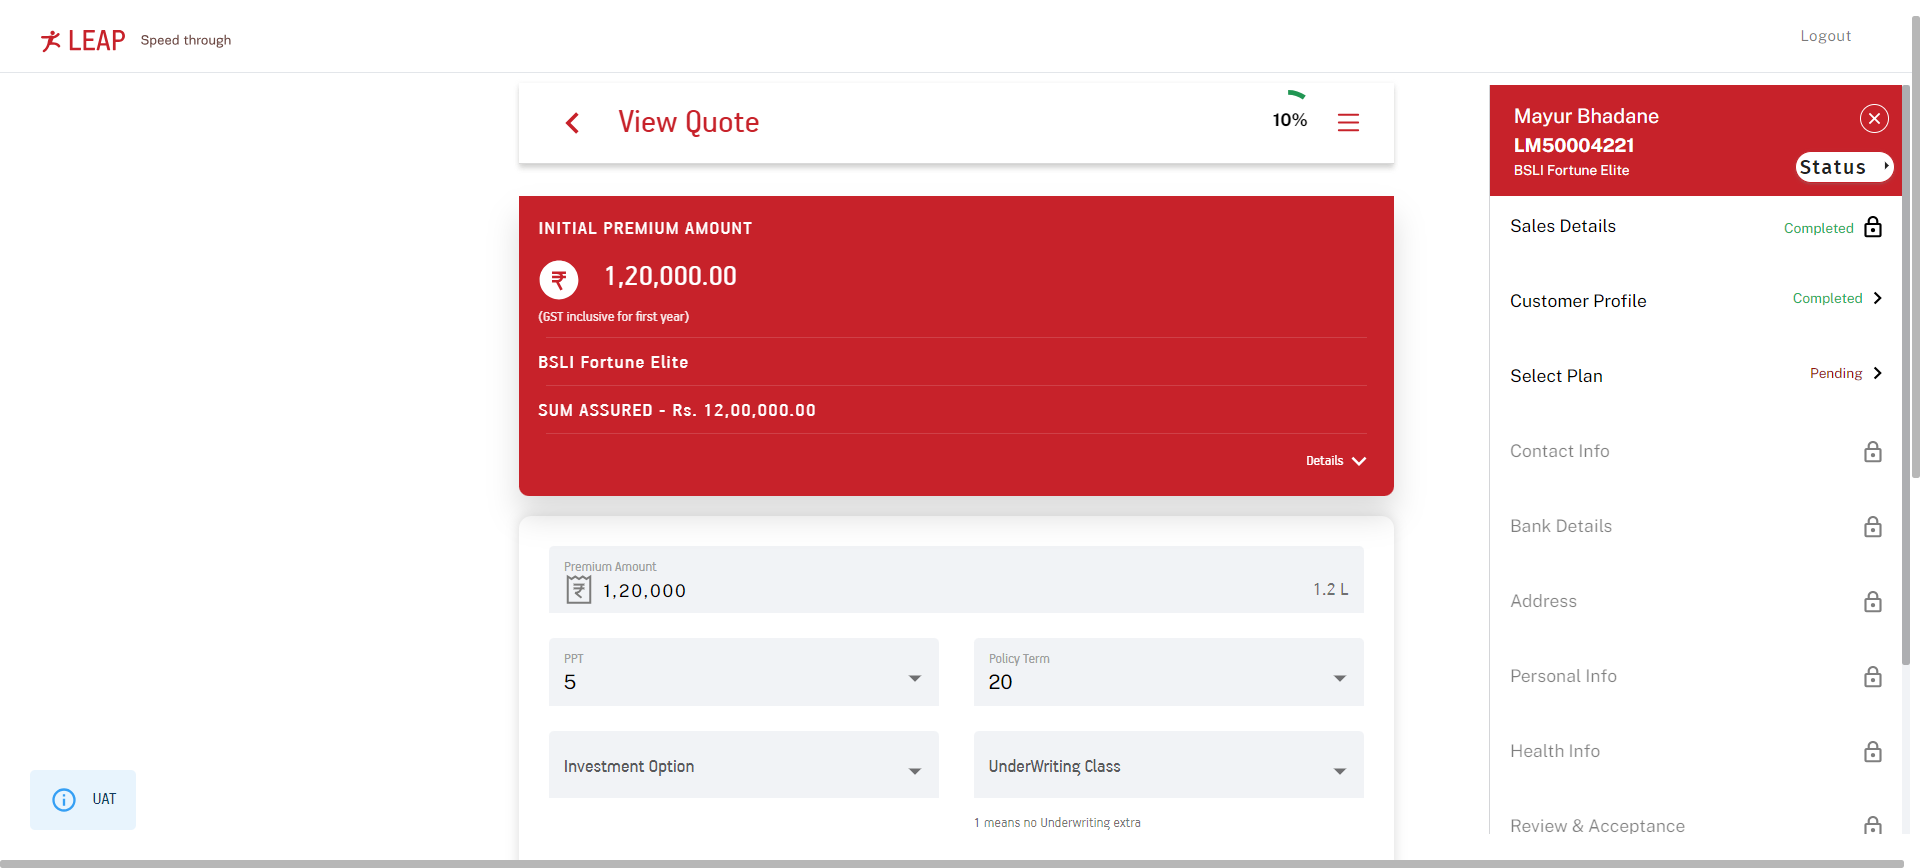 LEAP Speed through
Logout
View Quote
10%
INITIAL PREMIUM AMOUNT
₹ 1,20,000.00
(GST inclusive for first year)
BSLI Fortune Elite
SUM ASSURED - Rs. 12,00,000.00
Details
Premium Amount
₹ 1,20,000 1.2 L
PPT
5
Policy Term
20
Investment Option
UnderWriting Class
1 means no Underwriting extra
UAT
Mayur Bhadane
LM50004221
BSLI Fortune Elite
Status
Sales Details Completed
Customer Profile Completed
Select Plan Pending
Contact Info
Bank Details
Address
Personal Info
Health Info
Review & Acceptance